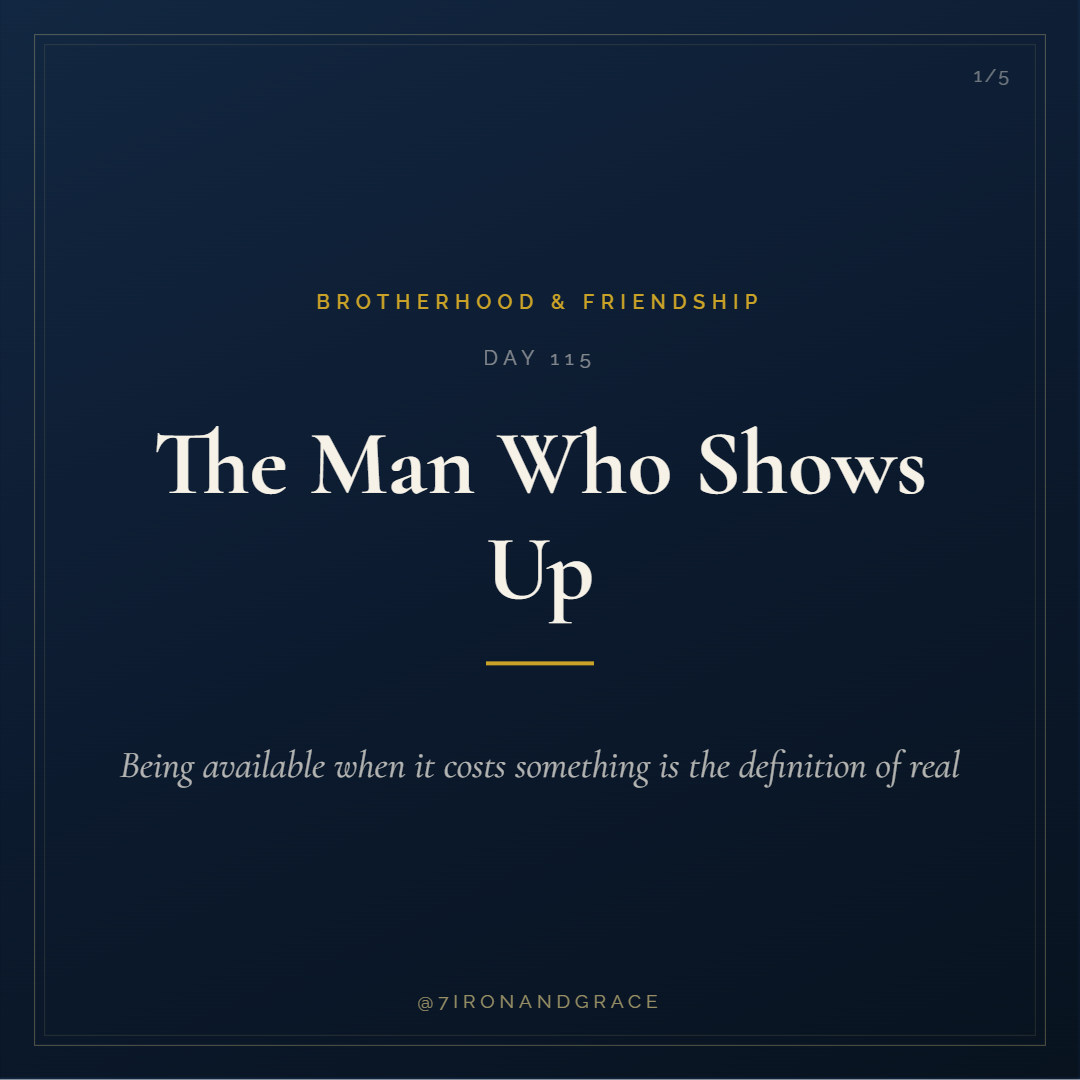 1/5
BROTHERHOOD & FRIENDSHIP
DAY 115
The Man Who Shows
Up
Being available when it costs something is the definition of real
@7IRONANDGRACE